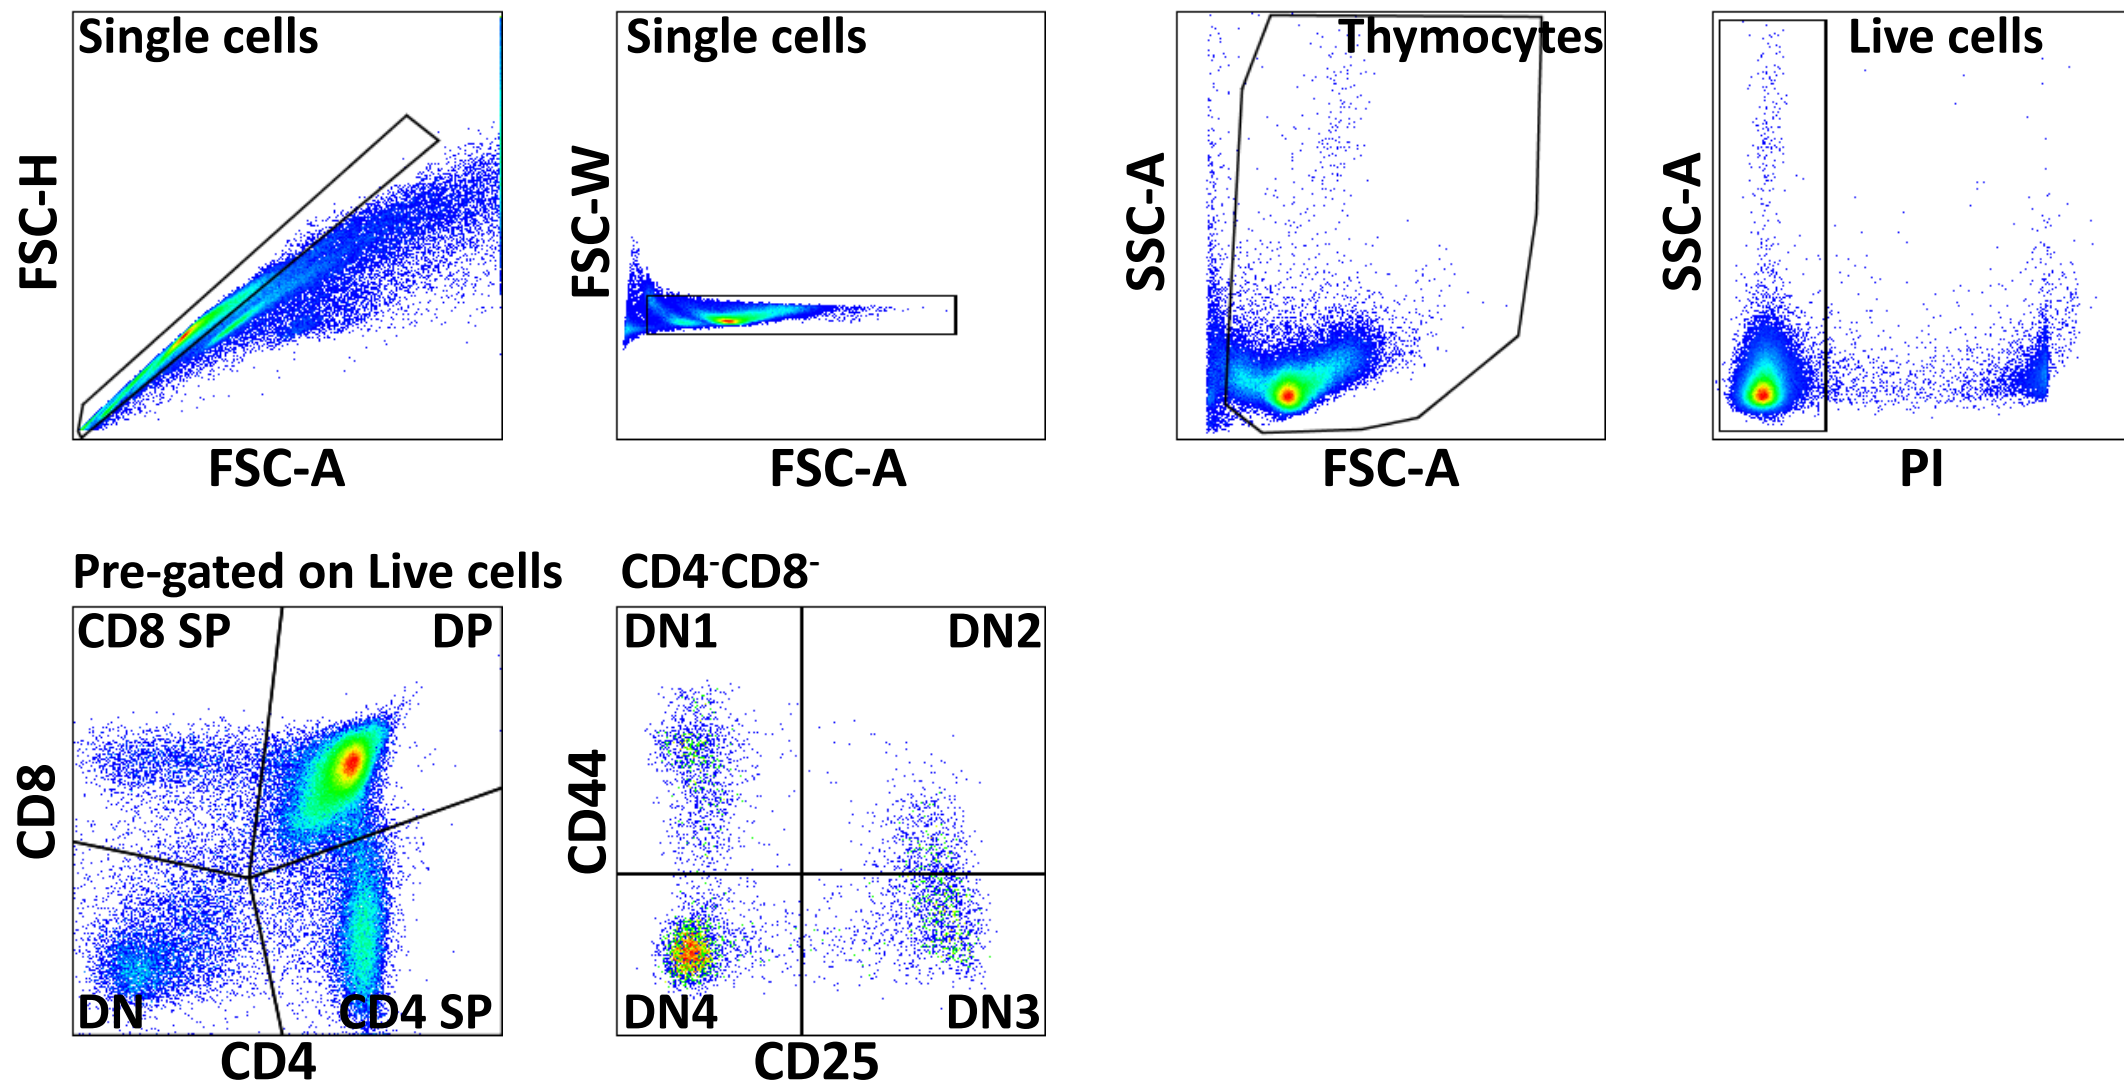 Single cells
FSC-H
FSC-A
Single cells
FSC-W
FSC-A
Thymocytes
SSC-A
FSC-A
Live cells
SSC-A
PI
Pre-gated on Live cells
CD8 SP
DP
CD8
DN
CD4 SP
CD4
CD4⁻CD8⁻
DN1
DN2
CD44
DN4
DN3
CD25